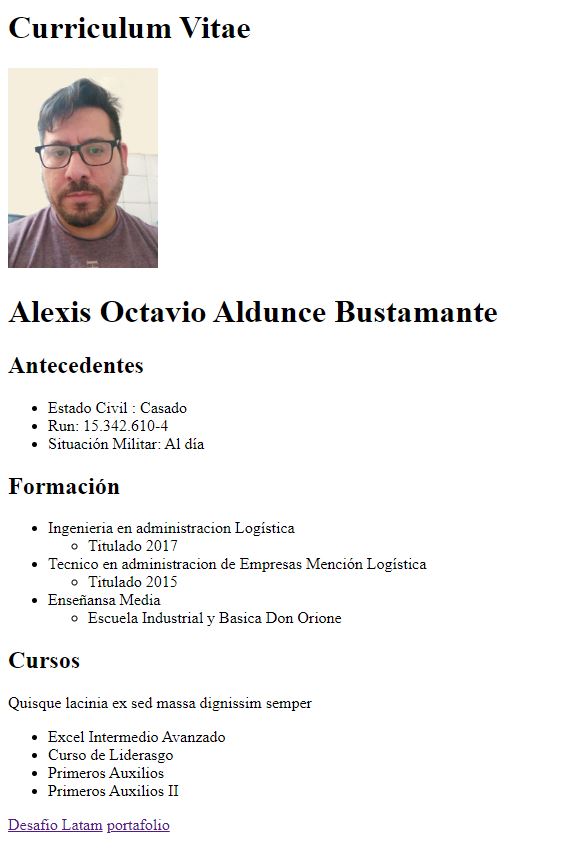 Curriculum Vitae
Alexis Octavio Aldunce Bustamante
Antecedentes
Estado Civil : Casado
Run: 15.342.610-4
Situación Militar: Al día
Formación
Ingenieria en administracion Logística
Titulado 2017
Tecnico en administracion de Empresas Mención Logística
Titulado 2015
Enseñansa Media
Escuela Industrial y Basica Don Orione
Cursos
Quisque lacinia ex sed massa dignissim semper
Excel Intermedio Avanzado
Curso de Liderasgo
Primeros Auxilios
Primeros Auxilios II
Desafío Latam portafolio